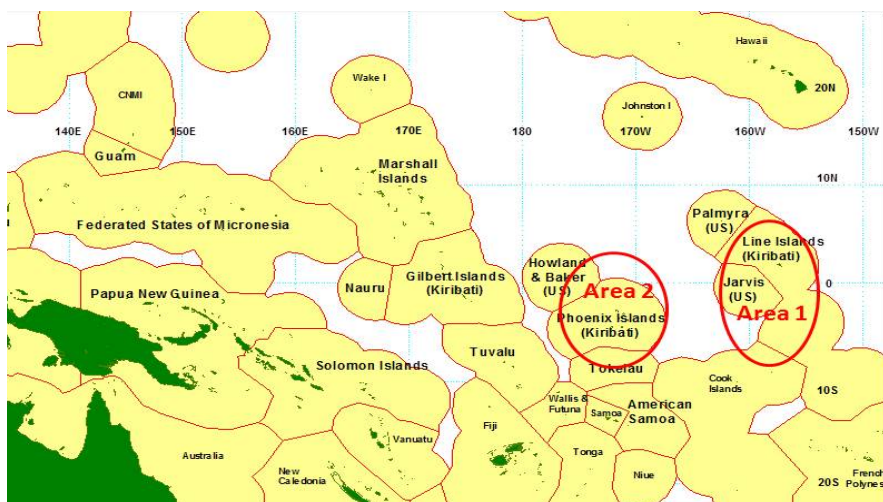 Hawaii
Wake I
20N
CNMI
Johnston I
140E
150E
160E
170E
180
170W
160W
150W
Guam
Marshall
Islands
10N
Palmyra
(US)
Federated States of Micronesia
Line Islands
(Kiribati)
Howland
& Baker
(US)
Nauru
Gilbert Islands
(Kiribati)
Jarvis
(US)
0
Papua New Guinea
Area 2
Area 1
Phoenix Islands
(Kiribati)
Solomon Islands
Tuvalu
Tokelau
Cook
Islands
10S
Wallis &
Futuna
Samoa
American
Samoa
Vanuatu
Fiji
Australia
New
Caledonia
Tonga
Niue
20S
French
Polynes